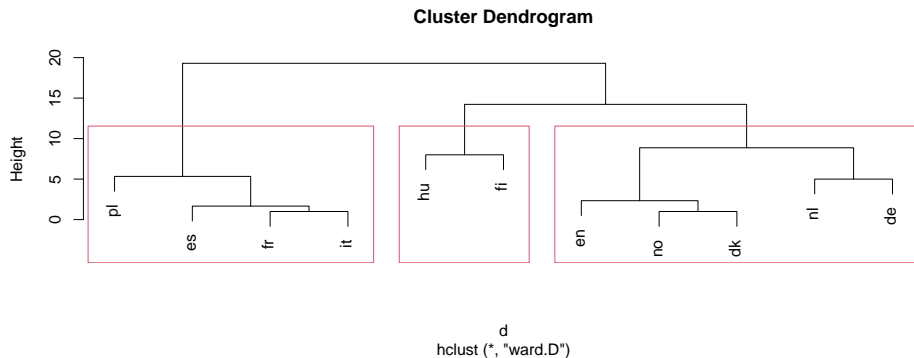 Cluster Dendrogram
Height
20
15
10
5
0
pl
es
fr
it
hu
fi
en
no
dk
nl
de
d
hclust (*, "ward.D")